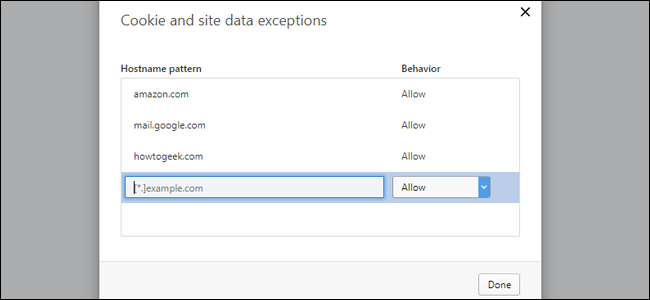 Cookie and site data exceptions
Hostname pattern Behavior
amazon.com Allow
mail.google.com Allow
howtogeek.com Allow
[*.]example.com Allow
Done